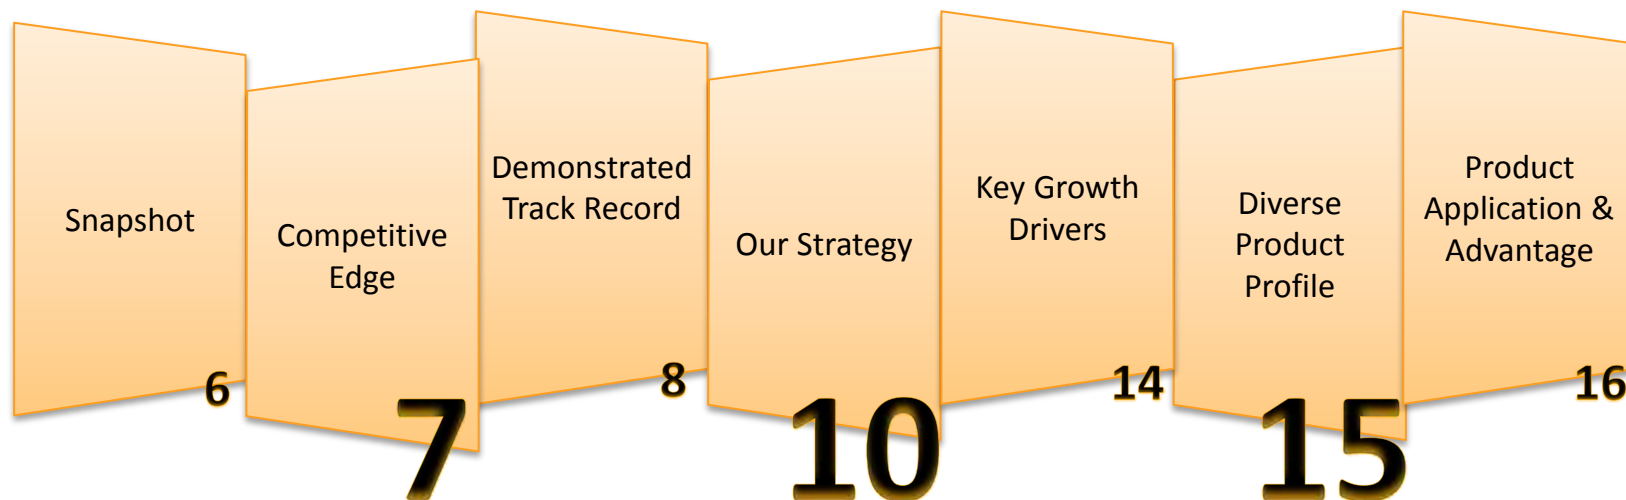 Snapshot
6
Competitive
Edge
7
Demonstrated
Track Record
8
Our Strategy
10
Key Growth
Drivers
14
Diverse
Product
Profile
15
Product
Application &
Advantage
16